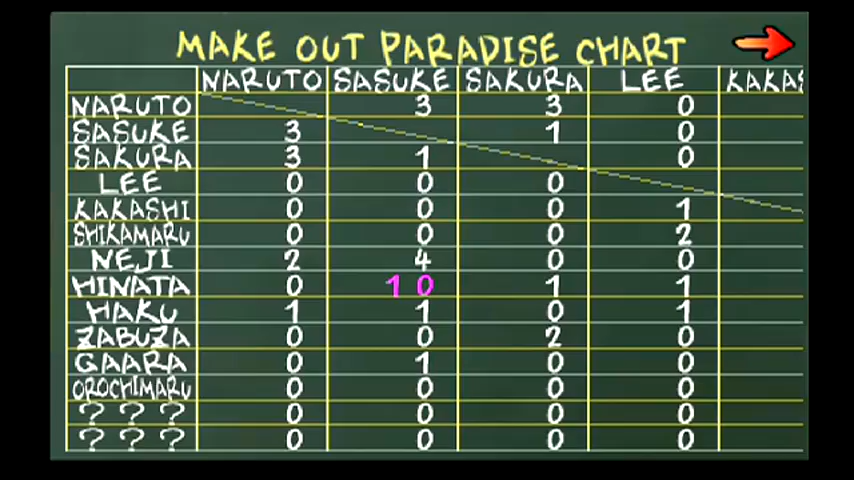 MAKE OUT PARADISE CHART
NARUTO SASUKE SAKURA LEE KAKAS
NARUTO 3 3 0
SASUKE 3 1 0
SAKURA 3 1 0
LEE 0 0 0
KAKASHI 0 0 0 1
SHIKAMARU 0 0 0 2
NEJI 2 4 0 0
HINATA 0 10 1 1
HAKU 1 1 0 1
ZABUZA 0 0 2 0
GAARA 0 1 0 0
OROCHIMARU 0 0 0 0
? ? ? 0 0 0 0
? ? ? 0 0 0 0